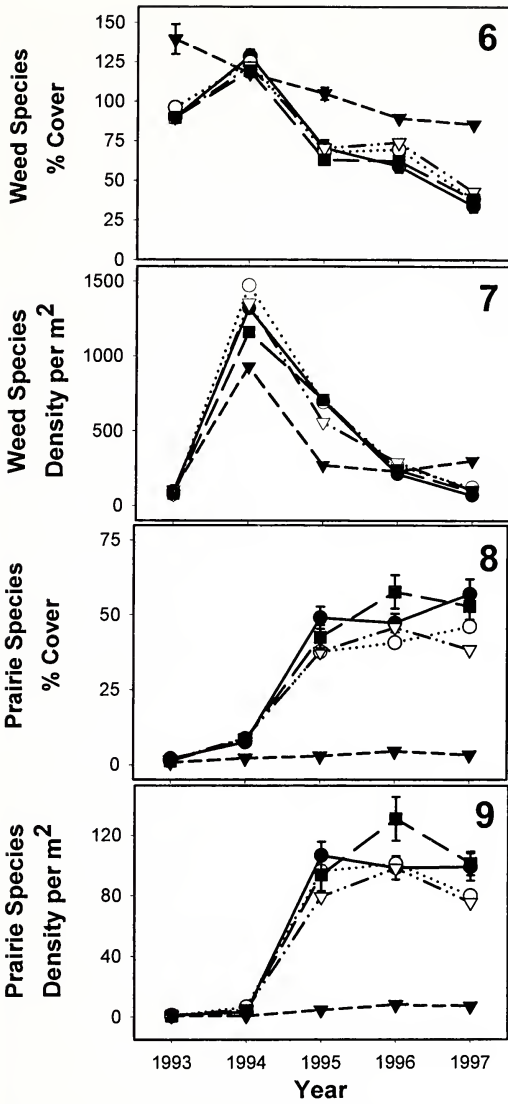 Weed Species
% Cover
150
125
100
75
50
25
0
6
Weed Species
Density per m²
1500
1000
500
0
7
Prairie Species
% Cover
75
50
25
0
8
Prairie Species
Density per m²
120
80
40
0
9
1993 1994 1995 1996 1997
Year